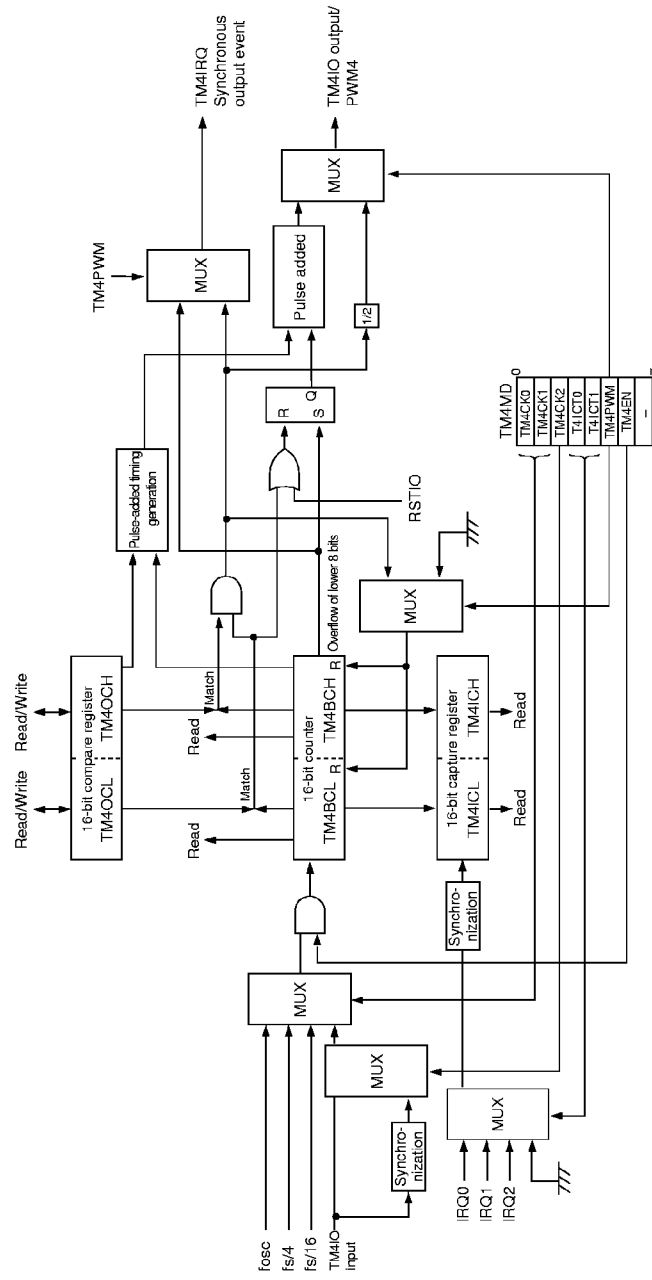 TM4IRQ
Synchronous
output event
TM4IO output/
PWM4
TM4PWM
MUX
MUX
Pulse added
1/2
Pulse-added timing
generation
R
S Q
RSTIO
Read/Write
Read/Write
16-bit compare register
TM4OCL TM4OCH
Match
Match
Read
Read
16-bit counter
TM4BCL TM4BCH
R
R
Overflow of lower 8 bits
MUX
16-bit capture register
TM4ICL TM4ICH
Read
Read
Synchro-
nization
fosc
fs/4
fs/16
TM4IO
input
MUX
MUX
Synchro-
nization
IRQ0
IRQ1
IRQ2
MUX
TM4MD
0
TM4CK0
TM4CK1
TM4CK2
T4ICT0
T4ICT1
TM4PWM
TM4EN
–